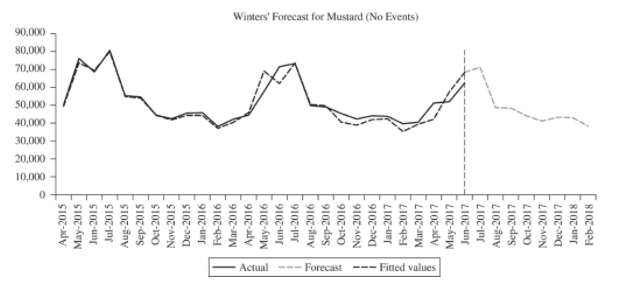 Winters' Forecast for Mustard (No Events)
90,000
80,000
70,000
60,000
50,000
40,000
30,000
20,000
10,000
0
Apr-2015
May-2015
Jun-2015
Jul-2015
Aug-2015
Sep-2015
Oct-2015
Nov-2015
Dec-2015
Jan-2016
Feb-2016
Mar-2016
Apr-2016
May-2016
Jun-2016
Jul-2016
Aug-2016
Sep-2016
Oct-2016
Nov-2016
Dec-2016
Jan-2017
Feb-2017
Mar-2017
Apr-2017
May-2017
Jun-2017
Jul-2017
Aug-2017
Sep-2017
Oct-2017
Nov-2017
Dec-2017
Jan-2018
Feb-2018
Actual Forecast Fitted values